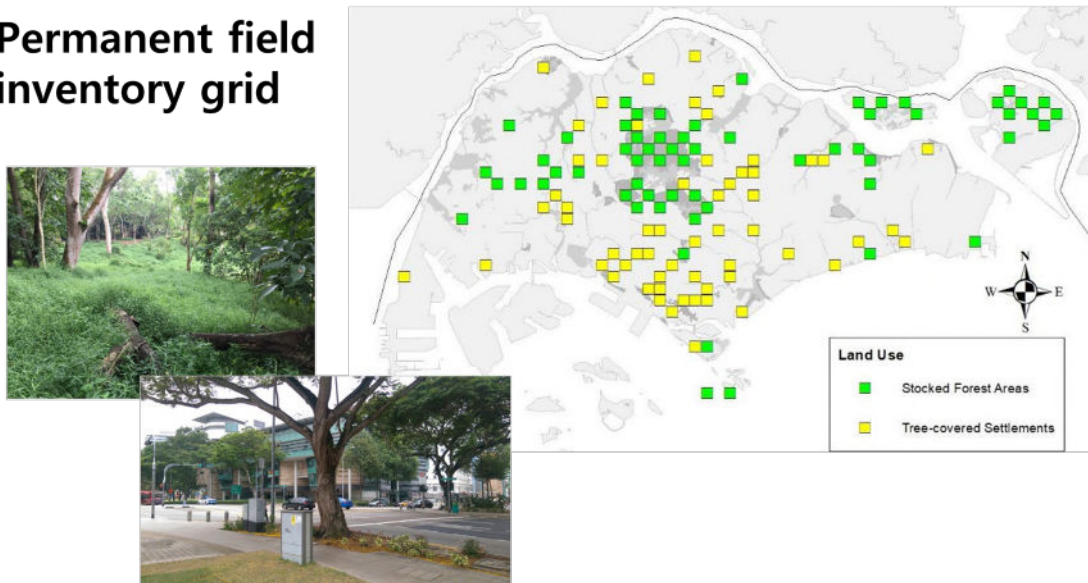 Permanent field
inventory grid
N
W
E
S
Land Use
Stocked Forest Areas
Tree-covered Settlements